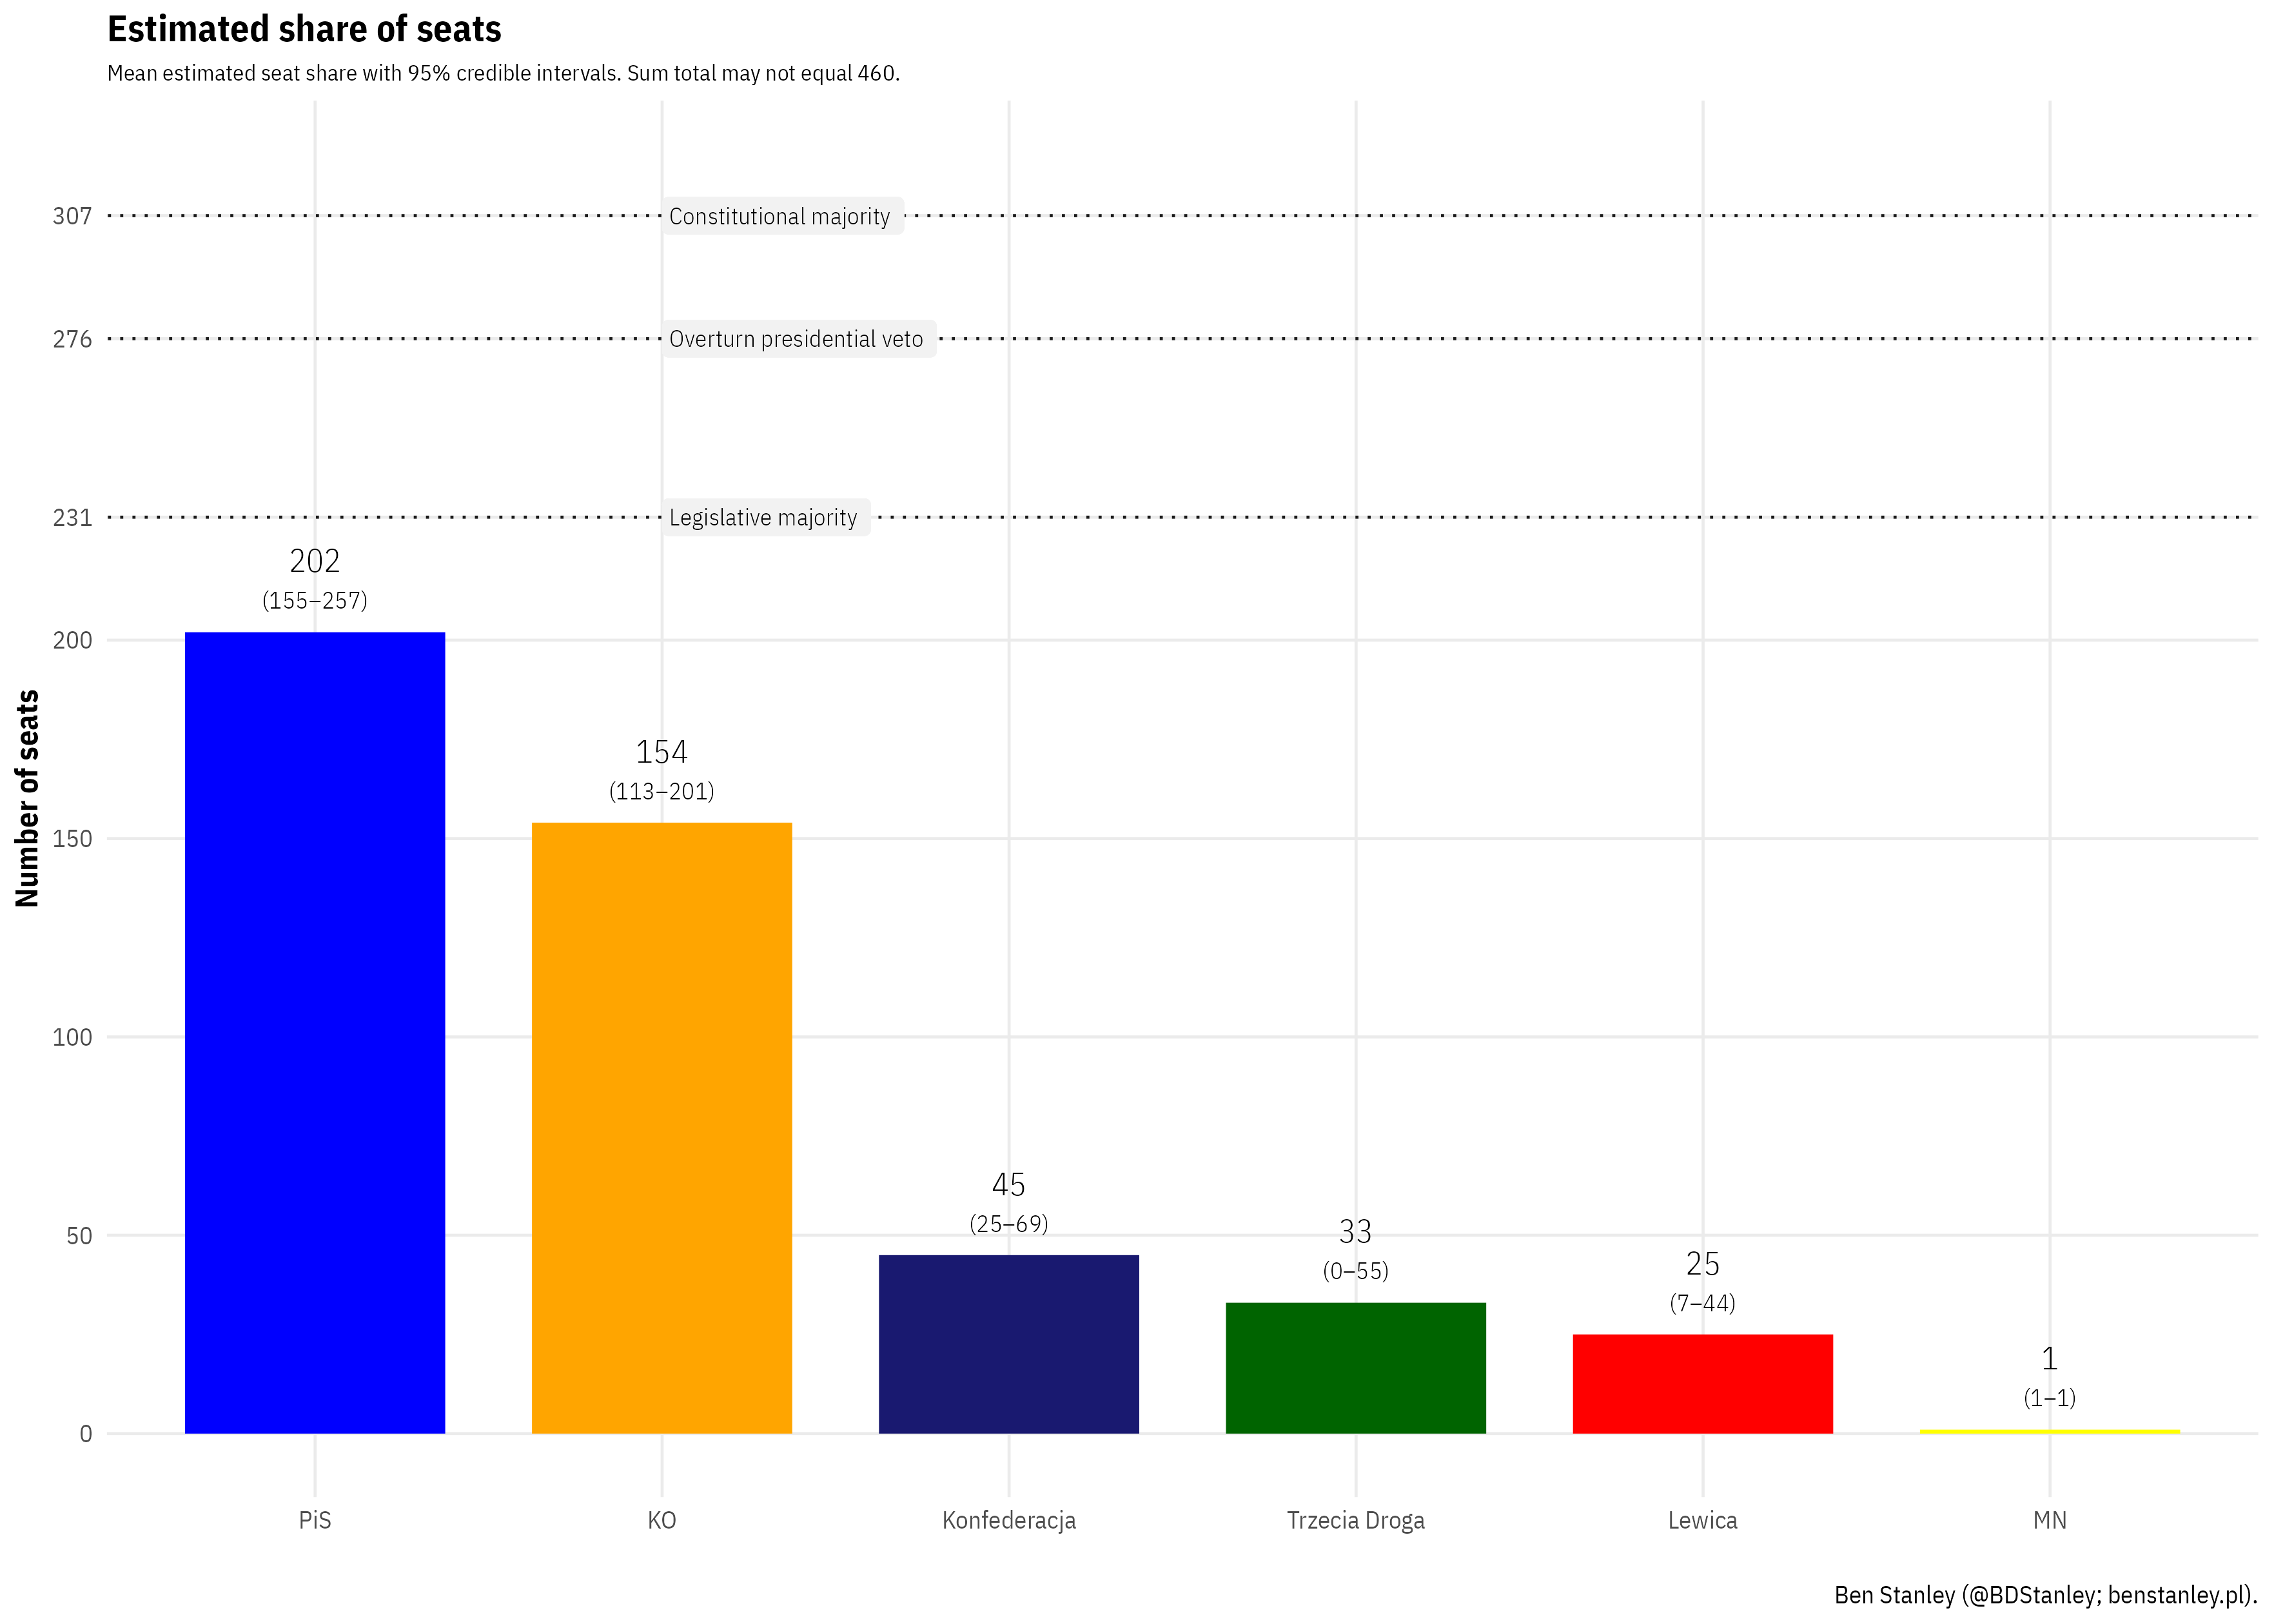 Estimated share of seats
Mean estimated seat share with 95% credible intervals. Sum total may not equal 460.
307
Constitutional majority
276
Overturn presidential veto
231
Legislative majority
202
(155–257)
200
154
(113–201)
150
Number of seats
100
45
(25–69)
50
33
(0–55)
25
(7–44)
1
(1–1)
0
PiS
KO
Konfederacja
Trzecia Droga
Lewica
MN
Ben Stanley (@BDStanley; benstanley.pl).